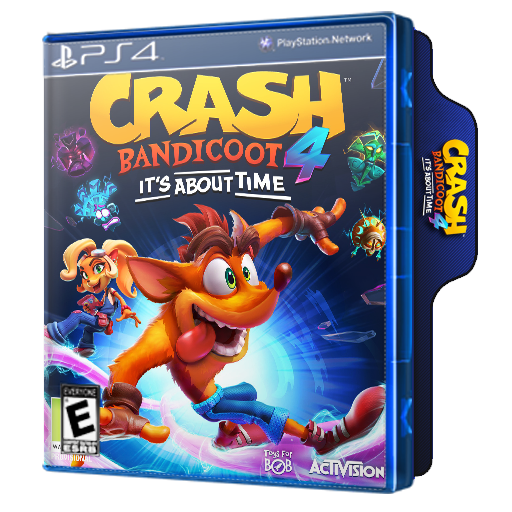 PS4
PlayStation Network
CRASH™
BANDICOOT 4
IT'S ABOUT TIME
CRASH
BANDICOOT 4
IT'S ABOUT TIME
EVERYONE
E
ESRB
TOYS FOR
BOB
ACTIVISION